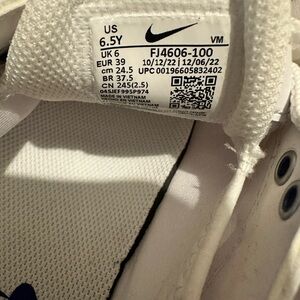 US
6.5Y
VM
UK 6
FJ4606-100
EUR 39
10/12/22 | 12/06/22
cm 24.5
UPC 00196605832402
BR 37.5
CN 245(2.5)
MADE IN VIETNAM